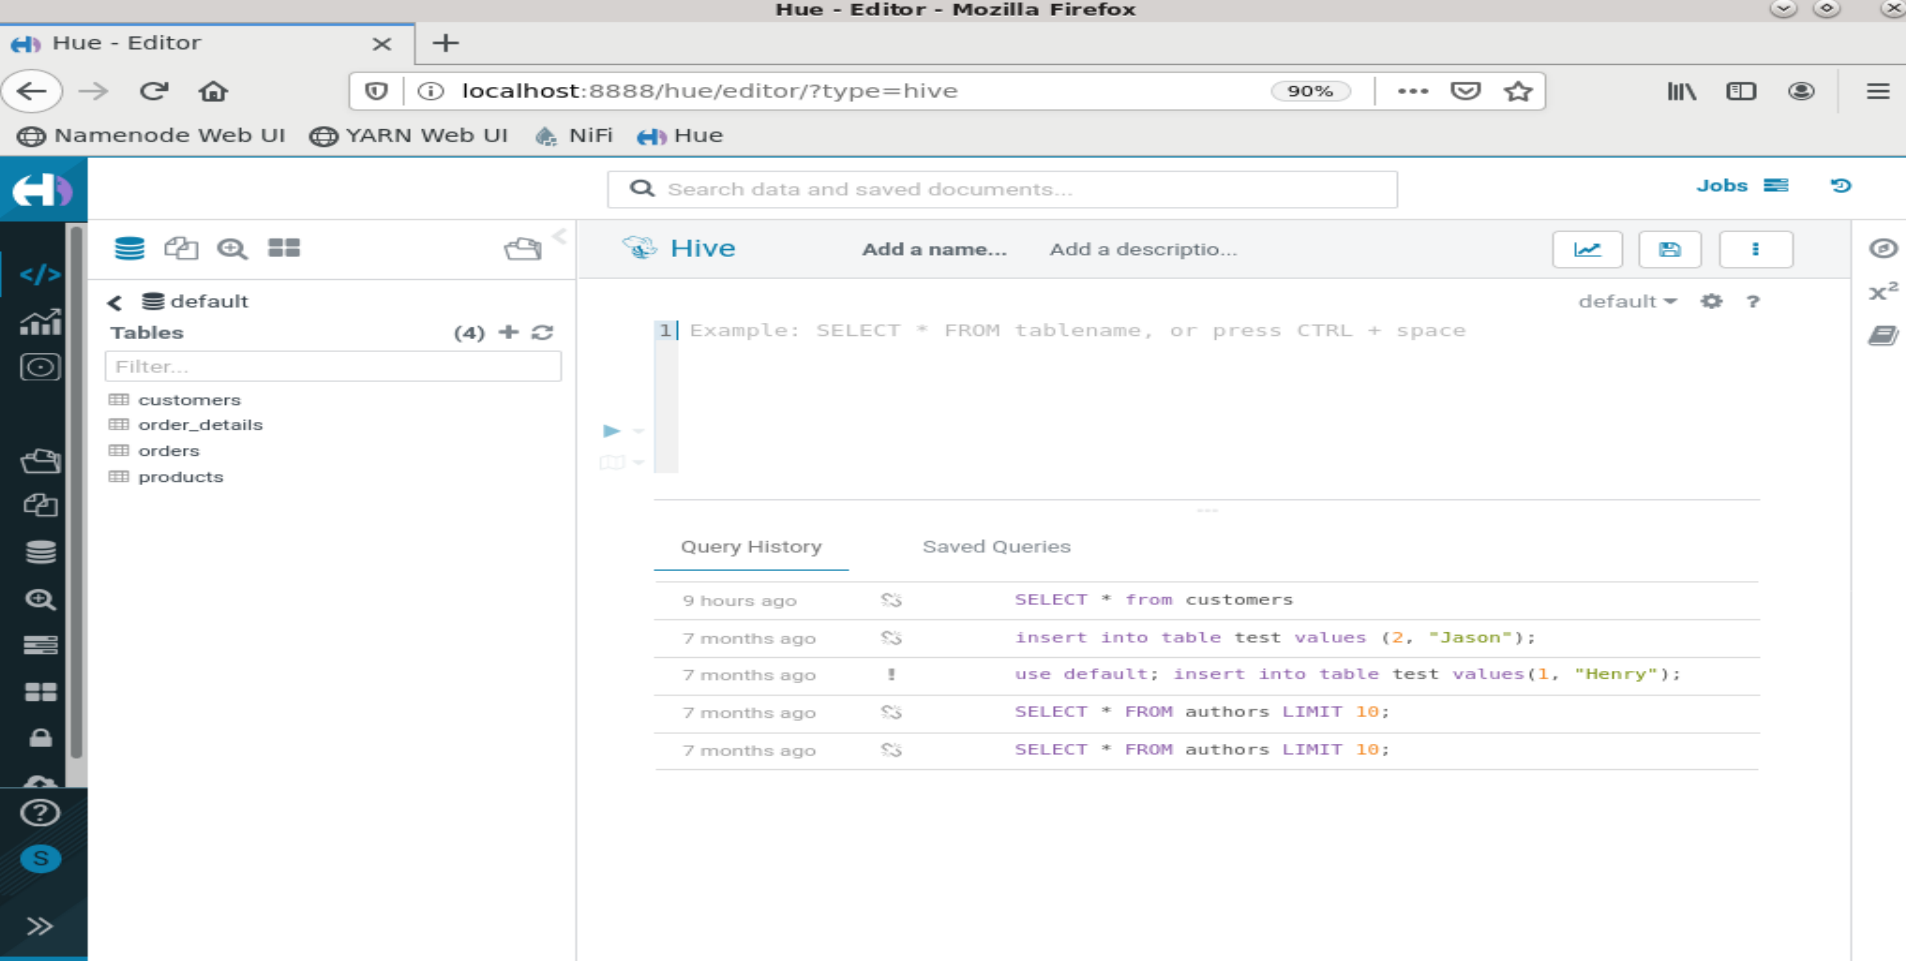 Hue - Editor - Mozilla Firefox
Hue - Editor
localhost:8888/hue/editor/?type=hive
90%
Namenode Web UI
YARN Web UI
NiFi
Hue
Search data and saved documents...
Jobs
Hive
Add a name...
Add a descriptio...
default
Tables
(4)
Filter...
customers
order_details
orders
products
default
?
x²
1
Example: SELECT * FROM tablename, or press CTRL + space
Query History
Saved Queries
9 hours ago
SELECT * from customers
7 months ago
insert into table test values (2, "Jason");
7 months ago
!
use default; insert into table test values(1, "Henry");
7 months ago
SELECT * FROM authors LIMIT 10;
7 months ago
SELECT * FROM authors LIMIT 10;
?
S